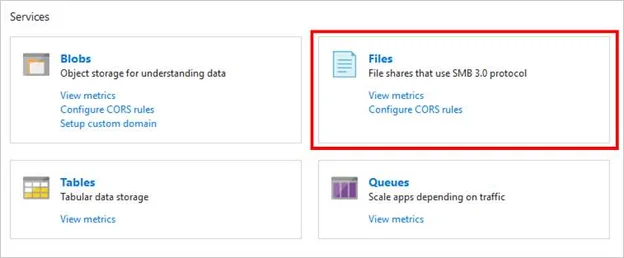 Services
Blobs
Object storage for understanding data
View metrics
Configure CORS rules
Setup custom domain
Files
File shares that use SMB 3.0 protocol
View metrics
Configure CORS rules
Tables
Tabular data storage
View metrics
Queues
Scale apps depending on traffic
View metrics